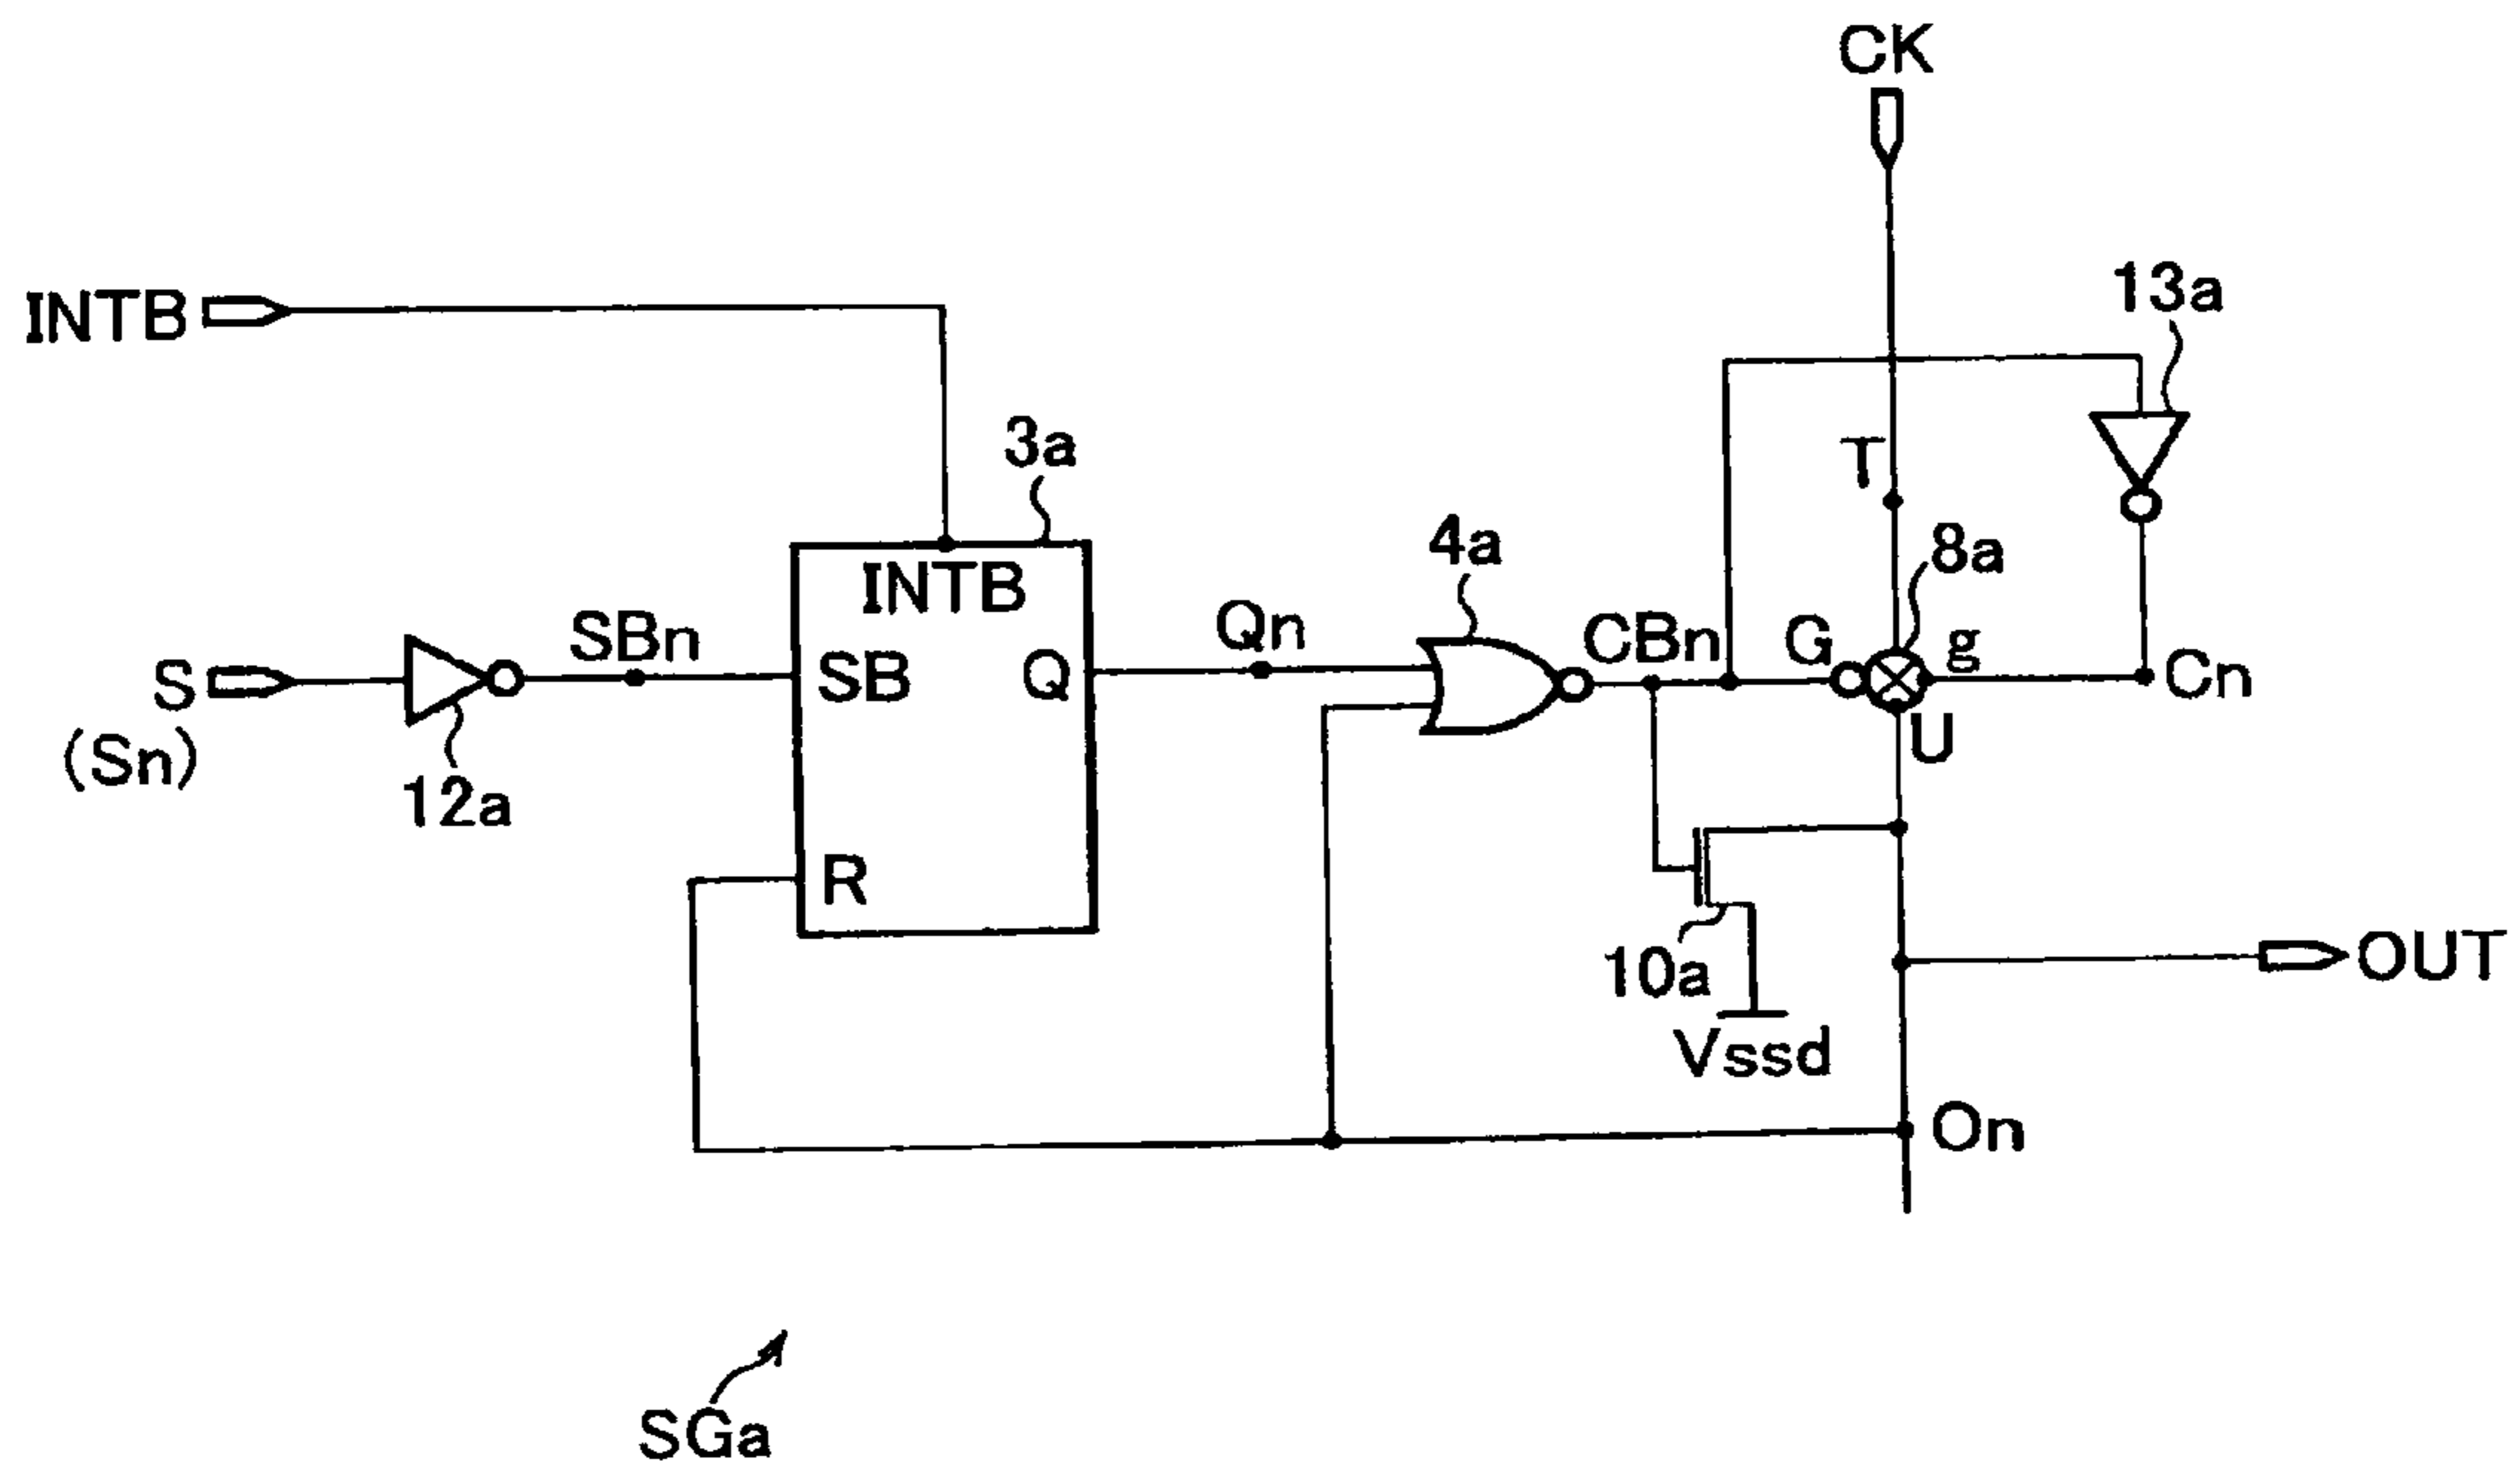 CK
INTB
13a
3a
T
4a
8a
INTB
S
(Sn)
12a
SBn
SB
Q
Qn
CBn
G
g
Cn
U
R
10a
Vssd
OUT
On
SGa